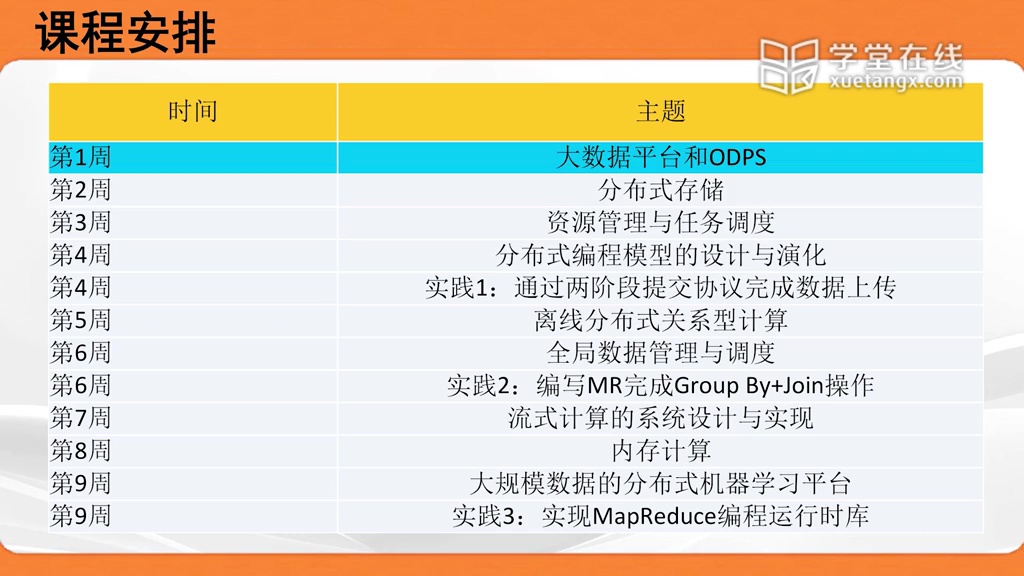 课程安排
学堂在线
xuetangx.com
时间 主题
第1周 大数据平台和ODPS
第2周 分布式存储
第3周 资源管理与任务调度
第4周 分布式编程模型的设计与演化
第4周 实践1：通过两阶段提交协议完成数据上传
第5周 离线分布式关系型计算
第6周 全局数据管理与调度
第6周 实践2：编写MR完成Group By+Join操作
第7周 流式计算的系统设计与实现
第8周 内存计算
第9周 大规模数据的分布式机器学习平台
第9周 实践3：实现MapReduce编程运行时库